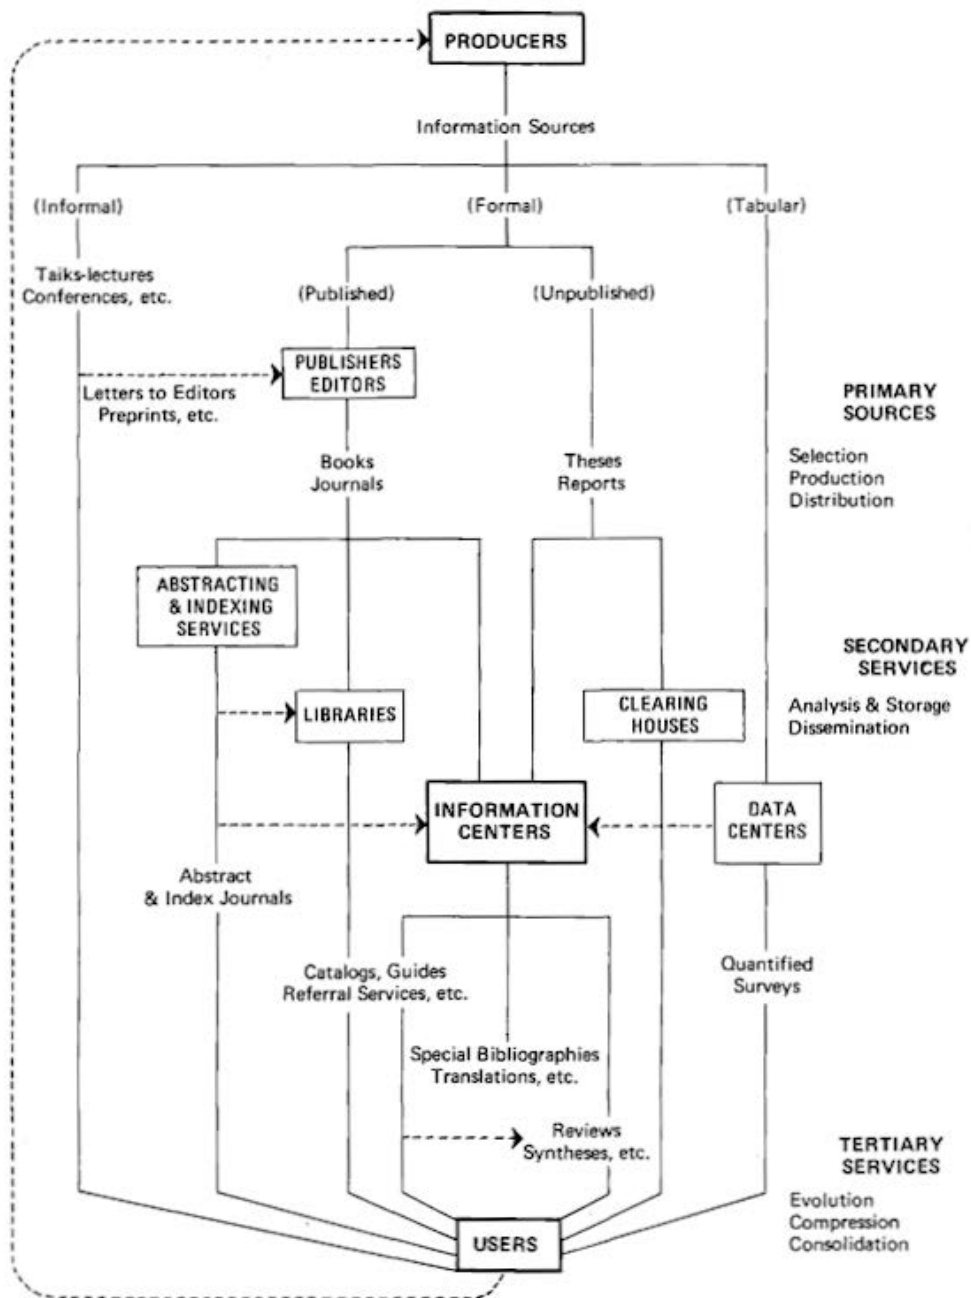 PRODUCERS
Information Sources
(Informal)
(Formal)
(Tabular)
Taiks-lectures
Conferences, etc.
(Published)
(Unpublished)
PUBLISHERS
EDITORS
Letters to Editors
Preprints, etc.
PRIMARY
SOURCES
Books
Journals
Theses
Reports
Selection
Production
Distribution
ABSTRACTING
& INDEXING
SERVICES
SECONDARY
SERVICES
LIBRARIES
CLEARING
HOUSES
Analysis & Storage
Dissemination
INFORMATION
CENTERS
DATA
CENTERS
Abstract
& Index Journals
Catalogs, Guides
Referral Services, etc.
Quantified
Surveys
Special Bibliographies
Translations, etc.
Reviews
Syntheses, etc.
TERTIARY
SERVICES
Evolution
Compression
Consolidation
USERS